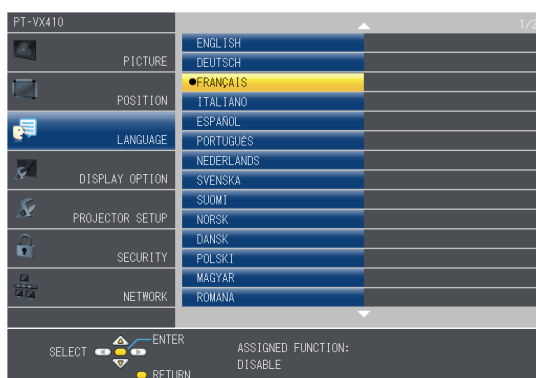 PT-VX410
1/2
PICTURE
POSITION
LANGUAGE
DISPLAY OPTION
PROJECTOR SETUP
SECURITY
NETWORK
ENGLISH
DEUTSCH
●FRANÇAIS
ITALIANO
ESPAÑOL
PORTUGUÊS
NEDERLANDS
SVENSKA
SUOMI
NORSK
DANSK
POLSKI
MAGYAR
ROMANA
SELECT
ENTER
RETURN
ASSIGNED FUNCTION:
DISABLE